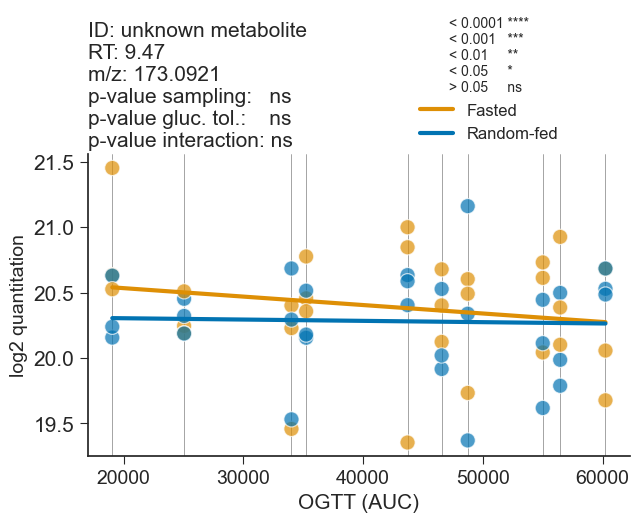 ID: unknown metabolite
RT: 9.47
m/z: 173.0921
p-value sampling: ns
p-value gluc. tol.: ns
p-value interaction: ns
< 0.0001 ****
< 0.001 ***
< 0.01 **
< 0.05 *
> 0.05 ns
Fasted
Random-fed
21.5
21.0
20.5
20.0
19.5
log2 quantitation
20000 30000 40000 50000 60000
OGTT (AUC)